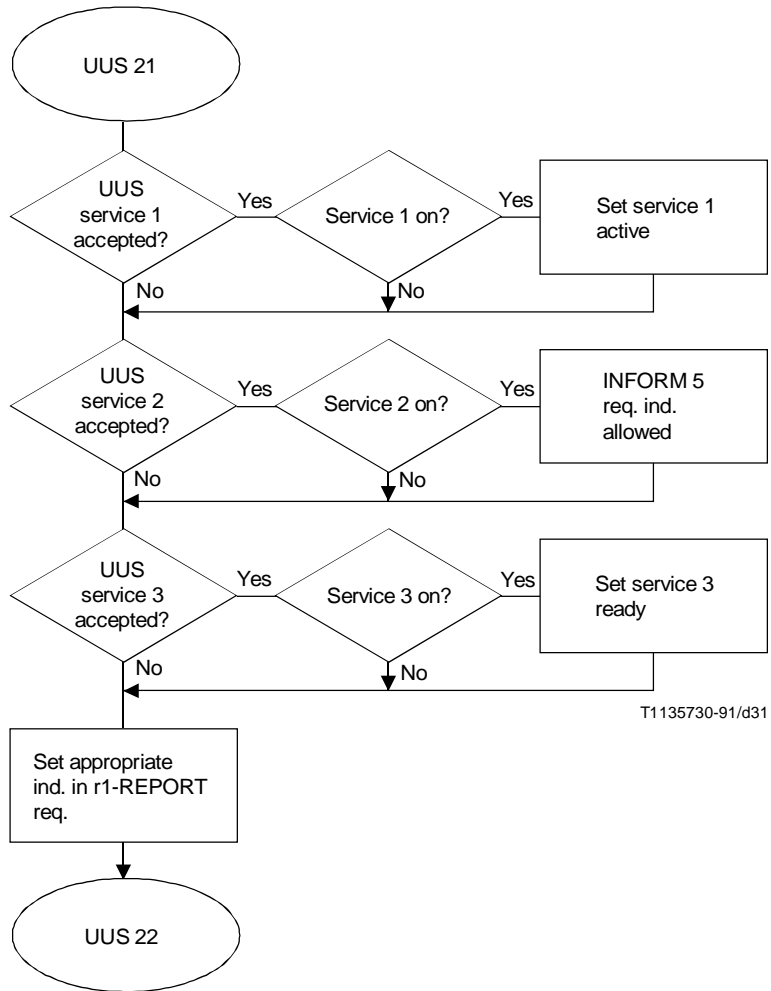 UUS 21
UUS
service 1
accepted?
Yes
Service 1 on?
Yes
Set service 1
active
No
No
UUS
service 2
accepted?
Yes
Service 2 on?
Yes
INFORM 5
req. ind.
allowed
No
No
UUS
service 3
accepted?
Yes
Service 3 on?
Yes
Set service 3
ready
No
No
T1135730-91/d31
Set appropriate
ind. in r1-REPORT
req.
UUS 22